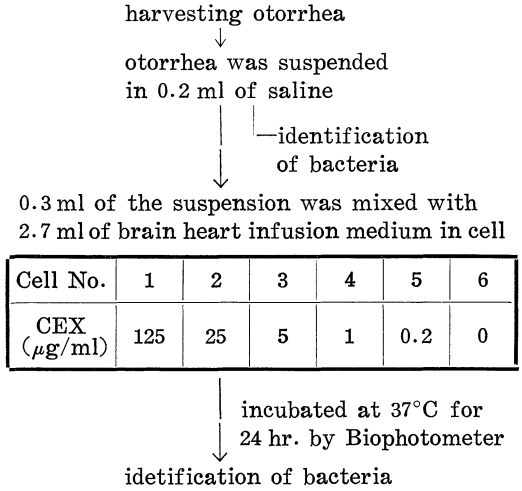 harvesting otorrhea
otorrhea was suspended
in 0.2 ml of saline
identification
of bacteria
0.3 ml of the suspension was mixed with
2.7 ml of brain heart infusion medium in cell
Cell No. 1 2 3 4 5 6
CEX
(μg/ml) 125 25 5 1 0.2 0
incubated at 37°C for
24 hr. by Biophotometer
idetification of bacteria